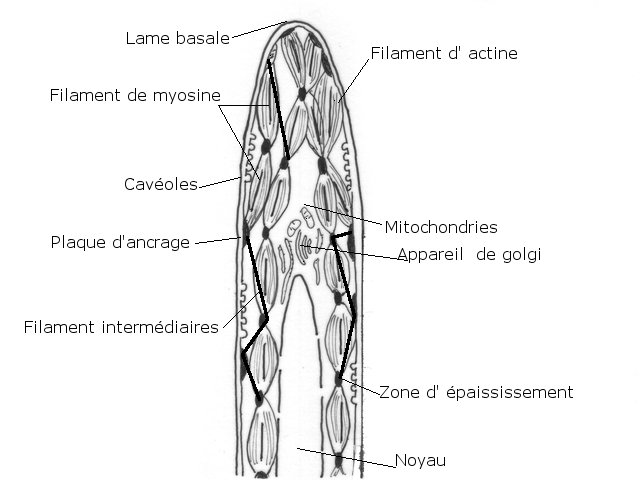 Lame basale
Filament d' actine
Filament de myosine
Cavéoles
Mitochondries
Plaque d'ancrage
Appareil de golgi
Filament intermédiaires
Zone d' épaississement
Noyau